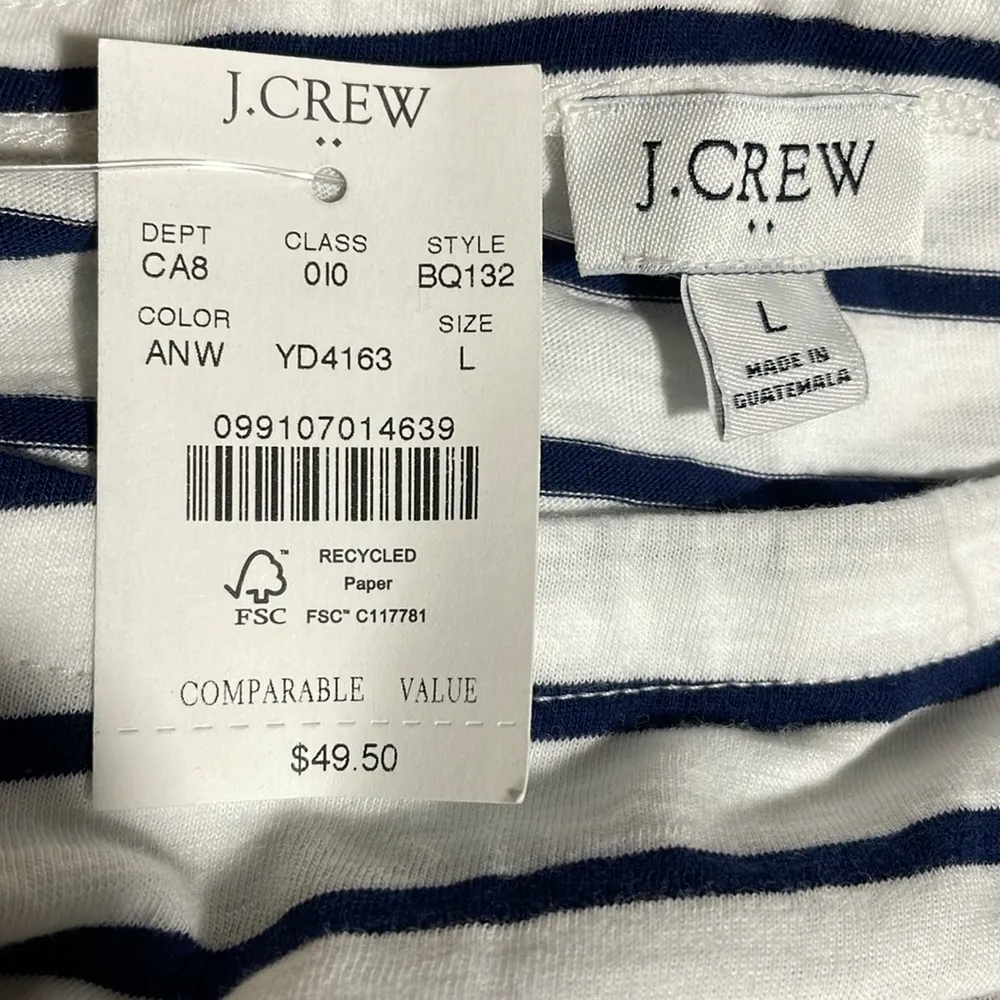 J.CREW
DEPT CLASS STYLE
CA8 010 BQ132
COLOR SIZE
ANW YD4163 L
099107014639
RECYCLED
Paper
FSC™ FSC™ C117781
COMPARABLE VALUE
$49.50
J.CREW
L
MADE IN
GUATEMALA